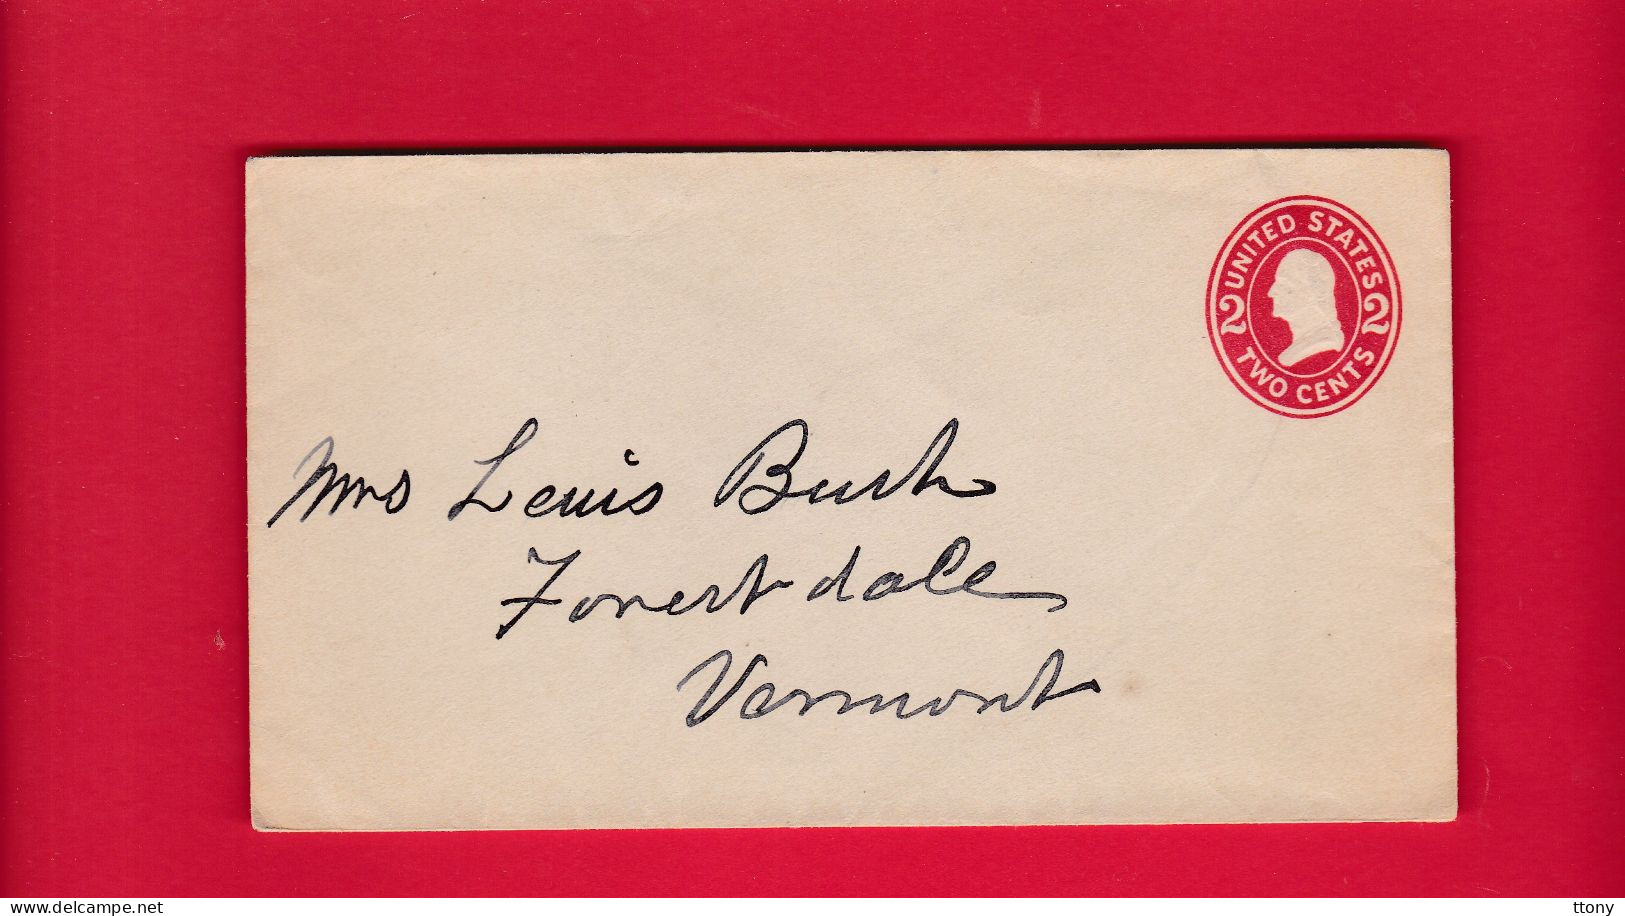 UNITED STATES
2 2
TWO CENTS
Mrs Lewis Bush
Forestdale
Vermont
www.delcampe.net
ttony